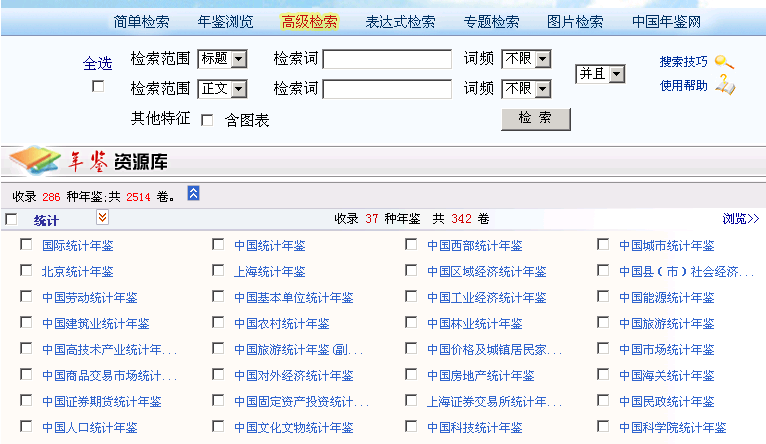 简单检索 年鉴浏览 高级检索 表达式检索 专题检索 图片检索 中国年鉴网
全选 检索范围 标题 检索词 词频 不限 并且 搜索技巧
检索范围 正文 检索词 词频 不限 使用帮助
其他特征 含图表 检 索
年鉴 资源库
收录 286 种年鉴;共 2514 卷。
统计 收录 37 种年鉴 共 342 卷 浏览>>
国际统计年鉴 中国统计年鉴 中国西部统计年鉴 中国城市统计年鉴
北京统计年鉴 上海统计年鉴 中国区域经济统计年鉴 中国县（市）社会经济...
中国劳动统计年鉴 中国基本单位统计年鉴 中国工业经济统计年鉴 中国能源统计年鉴
中国建筑业统计年鉴 中国农村统计年鉴 中国林业统计年鉴 中国旅游统计年鉴
中国高技术产业统计年... 中国旅游统计年鉴(副... 中国价格及城镇居民家... 中国市场统计年鉴
中国商品交易市场统计... 中国对外经济统计年鉴 中国房地产统计年鉴 中国海关统计年鉴
中国证券期货统计年鉴 中国固定资产投资统计... 上海证券交易所统计年... 中国民政统计年鉴
中国人口统计年鉴 中国文化文物统计年鉴 中国科技统计年鉴 中国科学院统计年鉴